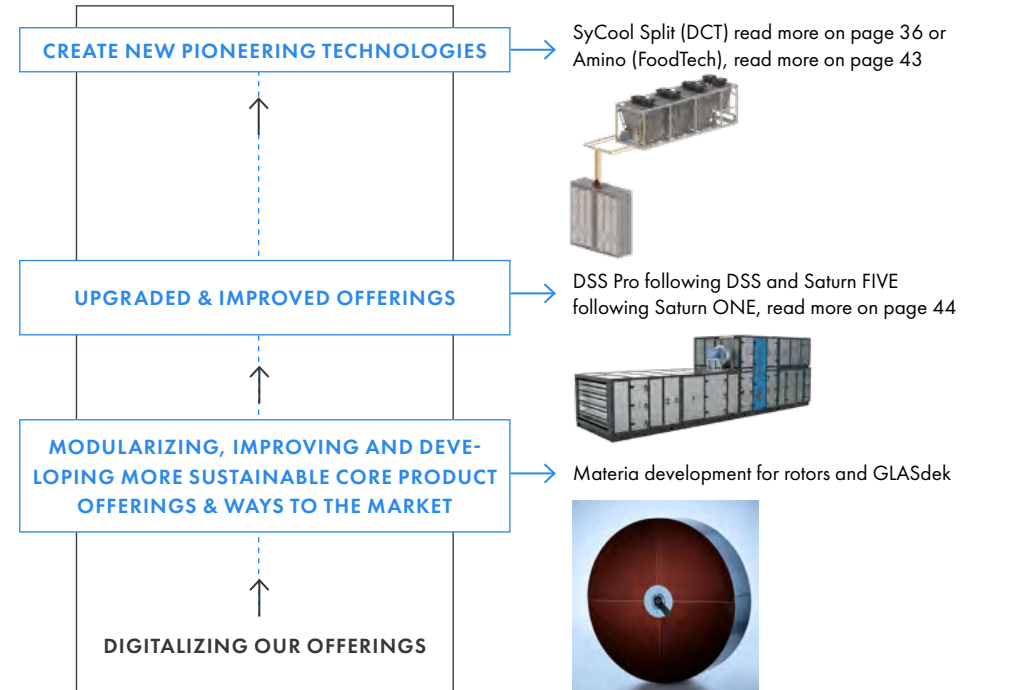 CREATE NEW PIONEERING TECHNOLOGIES
SyCool Split (DCT) read more on page 36 or
Amino (FoodTech), read more on page 43
UPGRADED & IMPROVED OFFERINGS
DSS Pro following DSS and Saturn FIVE
following Saturn ONE, read more on page 44
MODULARIZING, IMPROVING AND DEVE-
LOPING MORE SUSTAINABLE CORE PRODUCT
OFFERINGS & WAYS TO THE MARKET
Materia development for rotors and GLASdek
DIGITALIZING OUR OFFERINGS